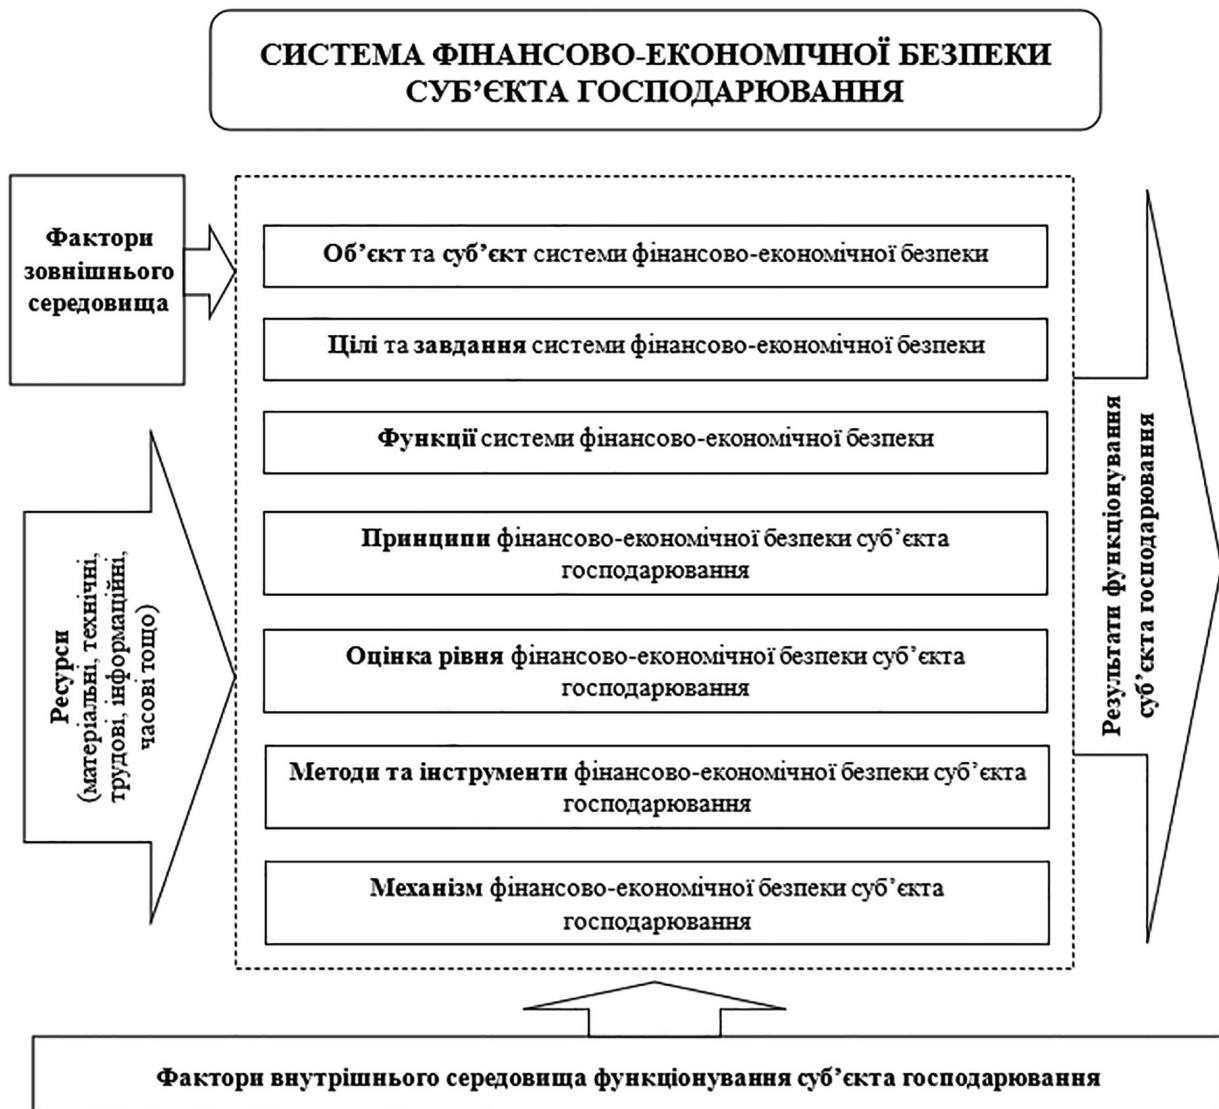 СИСТЕМА ФІНАНСОВО-ЕКОНОМІЧНОЇ БЕЗПЕКИ
СУБ’ЄКТА ГОСПОДАРЮВАННЯ
Фактори
зовнішнього
середовища
Об’єкт та суб’єкт системи фінансово-економічної безпеки
Цілі та завдання системи фінансово-економічної безпеки
Функції системи фінансово-економічної безпеки
Принципи фінансово-економічної безпеки суб’єкта
господарювання
Оцінка рівня фінансово-економічної безпеки суб’єкта
господарювання
Методи та інструменти фінансово-економічної безпеки суб’єкта
господарювання
Механізм фінансово-економічної безпеки суб’єкта
господарювання
Ресурси
(матеріальні, технічні,
трудові, інформаційні,
часові тощо)
Результати функціонування
суб’єкта господарювання
Фактори внутрішнього середовища функціонування суб’єкта господарювання